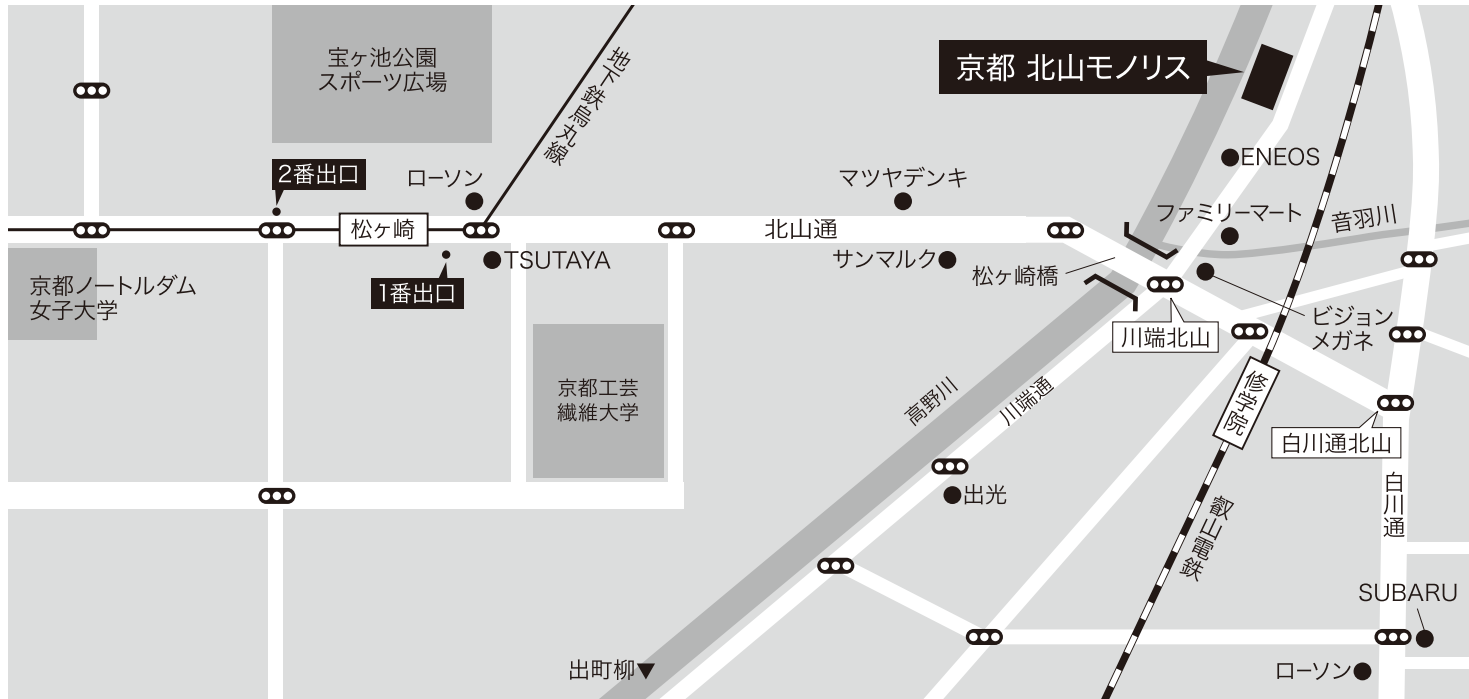 宝ヶ池公園
スポーツ広場
地下鉄烏丸線
京都 北山モノリス
2番出口
ローソン
マツヤデンキ
ENEOS
ファミリーマート
音羽川
松ヶ崎
北山通
TSUTAYA
サンマルク
松ヶ崎橋
京都ノートルダム
女子大学
1番出口
川端北山
ビジョン
メガネ
京都工芸
繊維大学
高野川
川端通
修学院
白川通北山
白川通
出光
叡山電鉄
SUBARU
出町柳▼
ローソン